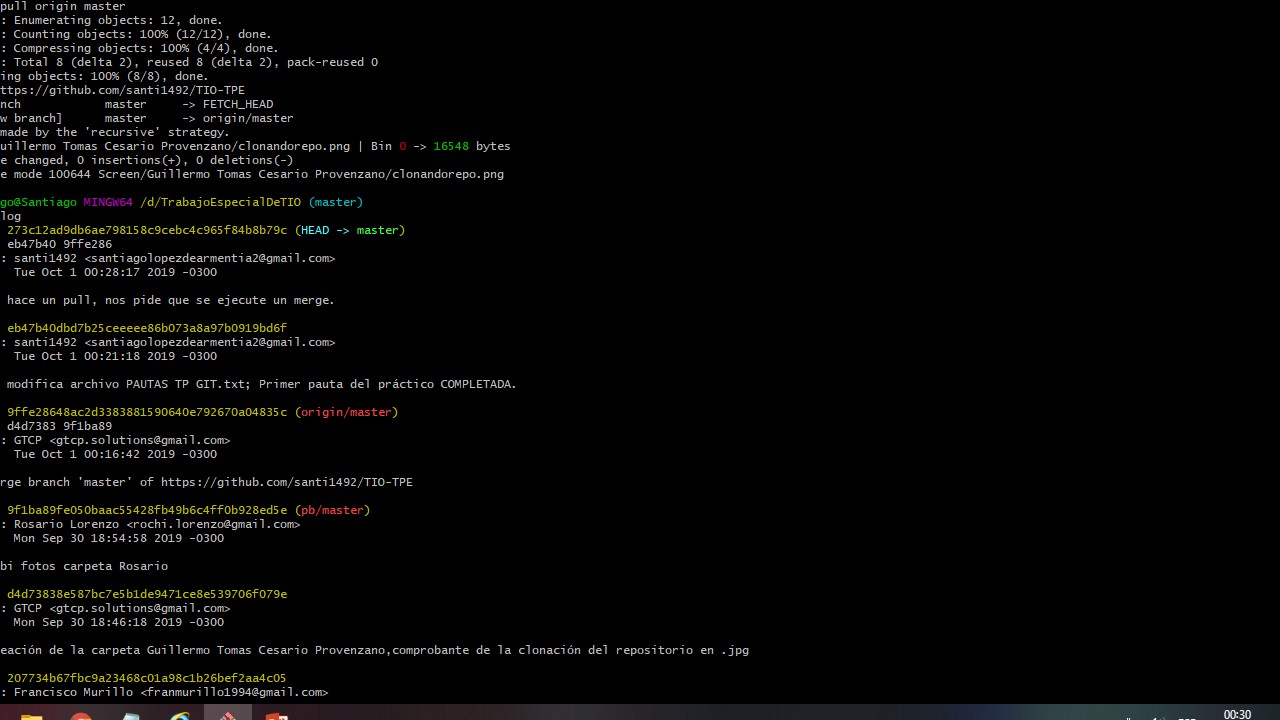 pull origin master
: Enumerating objects: 12, done.
: Counting objects: 100% (12/12), done.
: Compressing objects: 100% (4/4), done.
: Total 8 (delta 2), reused 8 (delta 2), pack-reused 0
ing objects: 100% (8/8), done.
ttps://github.com/santi1492/TIO-TPE
nch            master     -> FETCH_HEAD
w branch]      master     -> origin/master
made by the 'recursive' strategy.
uillermo Tomas Cesario Provenzano/clonandorepo.png | Bin 0 -> 16548 bytes
e changed, 0 insertions(+), 0 deletions(-)
e mode 100644 Screen/Guillermo Tomas Cesario Provenzano/clonandorepo.png
go@Santiago MINGW64 /d/TrabajoEspecialDeTIO (master)
log
273c12ad9db6ae798158c9cebc4c965f84b8b79c (HEAD -> master)
eb47b40 9ffe286
: santi1492 <santiagolopezdearmentia2@gmail.com>
Tue Oct 1 00:28:17 2019 -0300
hace un pull, nos pide que se ejecute un merge.
eb47b40dbd7b25ceeeee86b073a8a97b0919bd6f
: santi1492 <santiagolopezdearmentia2@gmail.com>
Tue Oct 1 00:21:18 2019 -0300
modifica archivo PAUTAS TP GIT.txt; Primer pauta del práctico COMPLETADA.
9ffe28648ac2d3383881590640e792670a04835c (origin/master)
d4d7383 9f1ba89
: GTCP <gtcp.solutions@gmail.com>
Tue Oct 1 00:16:42 2019 -0300
rge branch 'master' of https://github.com/santi1492/TIO-TPE
9f1ba89fe050baac55428fb49b6c4ff0b928ed5e (pb/master)
: Rosario Lorenzo <rochi.lorenzo@gmail.com>
Mon Sep 30 18:54:58 2019 -0300
bi fotos carpeta Rosario
d4d73838e587bc7e5b1de9471ce8e539706f079e
: GTCP <gtcp.solutions@gmail.com>
Mon Sep 30 18:46:18 2019 -0300
eación de la carpeta Guillermo Tomas Cesario Provenzano,comprobante de la clonación del repositorio en .jpg
207734b67fbc9a23468c01a98c1b26bef2aa4c05
: Francisco Murillo <franmurillo1994@gmail.com>
00:30